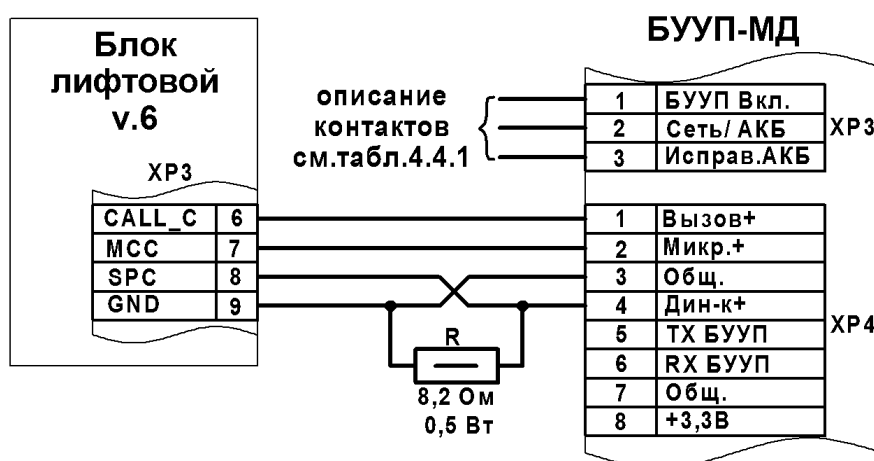 Блок
лифтовой
v.6
XP3
CALL_C 6
MCC 7
SPC 8
GND 9
описание
контактов
см.табл.4.4.1
R
8,2 Ом
0,5 Вт
БУУП-МД
1 БУУП Вкл.
2 Сеть/ АКБ
3 Исправ.АКБ
XP3
1 Вызов+
2 Микр.+
3 Общ.
4 Дин-к+
5 TX БУУП
6 RX БУУП
7 Общ.
8 +3,3В
XP4